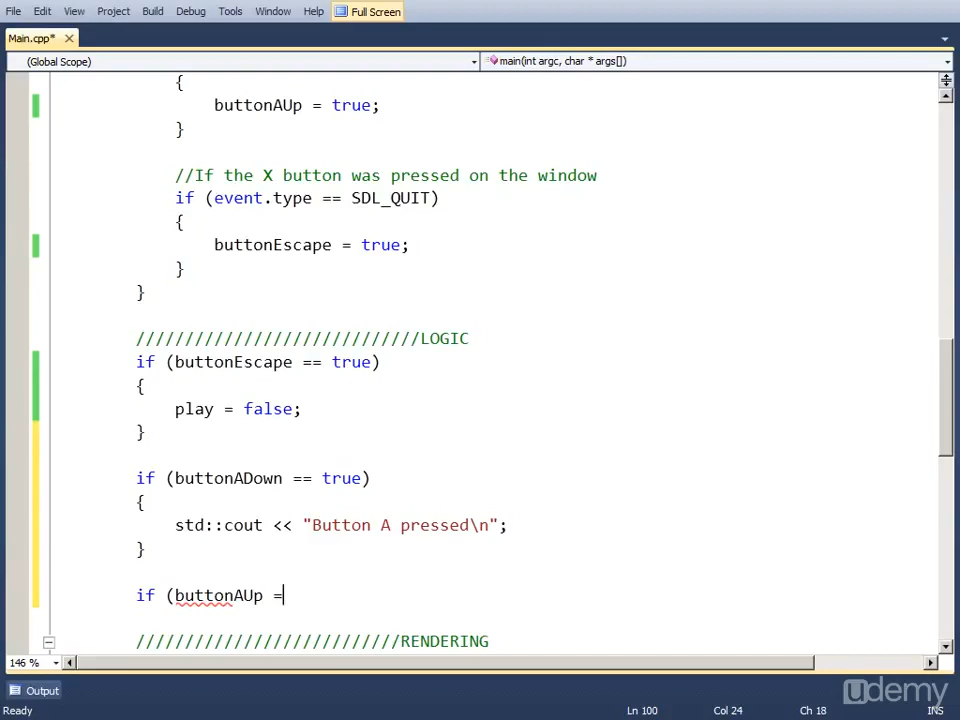 File Edit View Project Build Debug Tools Window Help Full Screen
Main.cpp*
(Global Scope) main(int argc, char * args[])
{
buttonAUp = true;
}
//If the X button was pressed on the window
if (event.type == SDL_QUIT)
{
buttonEscape = true;
}
}
/////////////////////////////LOGIC
if (buttonEscape == true)
{
play = false;
}
if (buttonADown == true)
{
std::cout << "Button A pressed\n";
}
if (buttonAUp =
///////////////////////////RENDERING
146 %
Output
udemy
Ready Ln 100 Col 24 Ch 18 INS